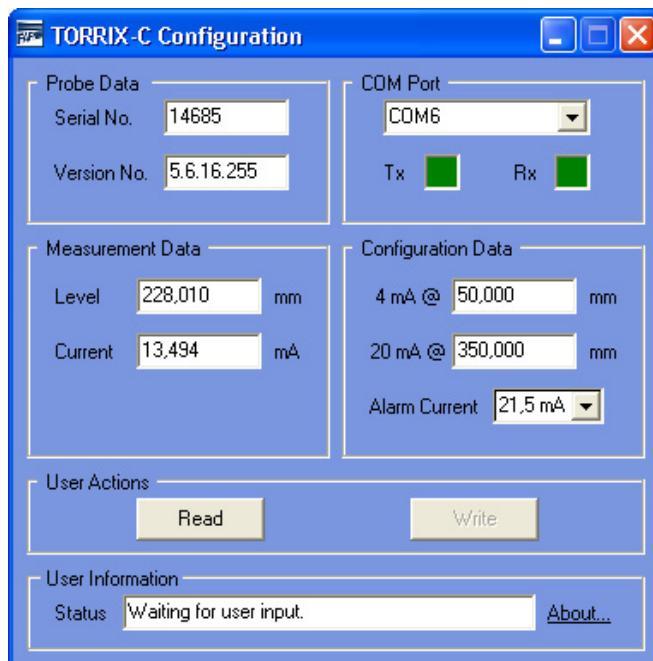 TORRIX-C Configuration
Probe Data
Serial No. 14685
Version No. 5.6.16.255
COM Port
COM6
Tx Rx
Measurement Data
Level 228,010 mm
Current 13,494 mA
Configuration Data
4 mA @ 50,000 mm
20 mA @ 350,000 mm
Alarm Current 21,5 mA
User Actions
Read Write
User Information
Status Waiting for user input. About...